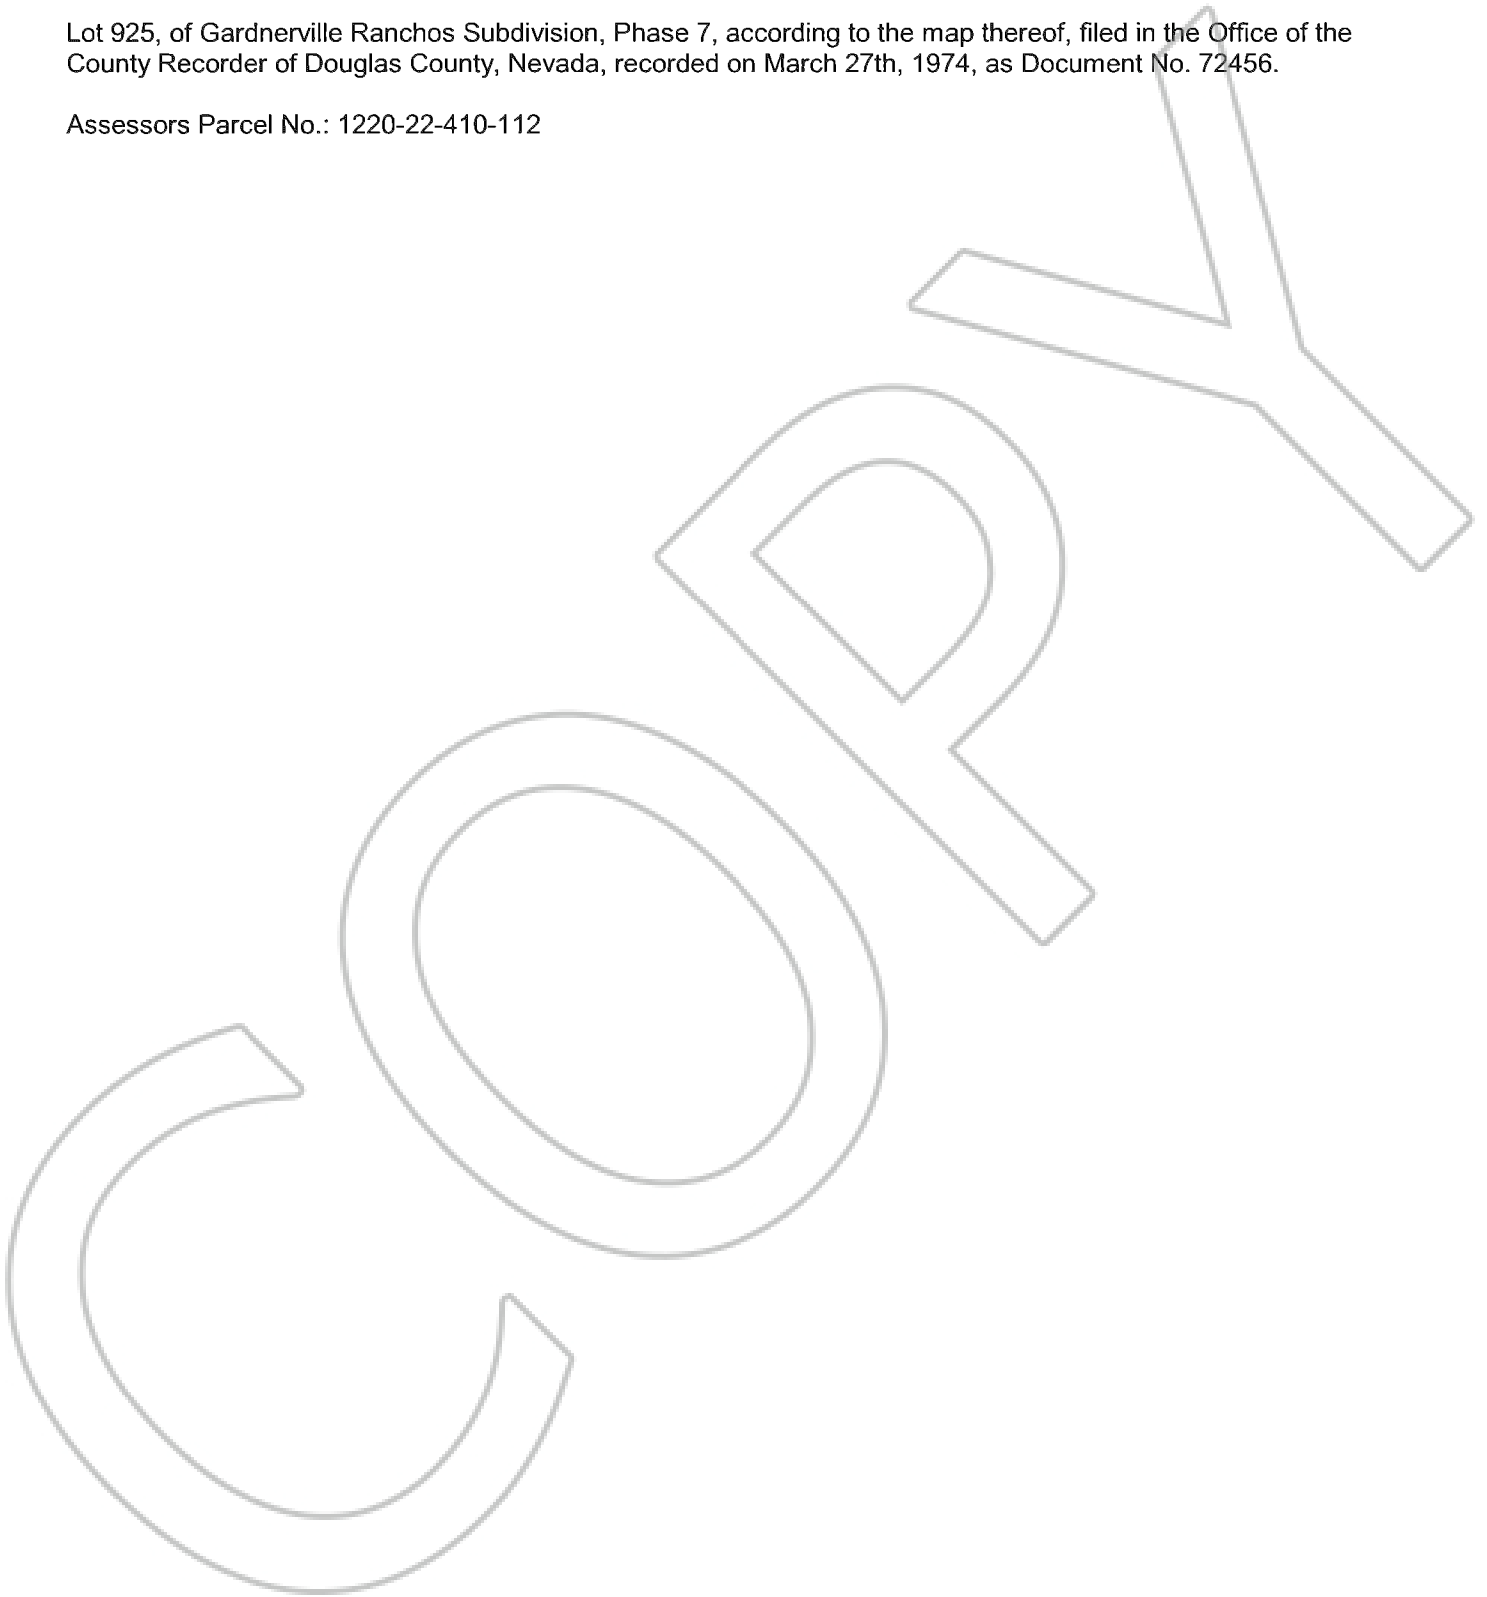 Lot 925, of Gardnerville Ranchos Subdivision, Phase 7, according to the map thereof, filed in the Office of the
County Recorder of Douglas County, Nevada, recorded on March 27th, 1974, as Document No. 72456.
Assessors Parcel No.: 1220-22-410-112
COPY